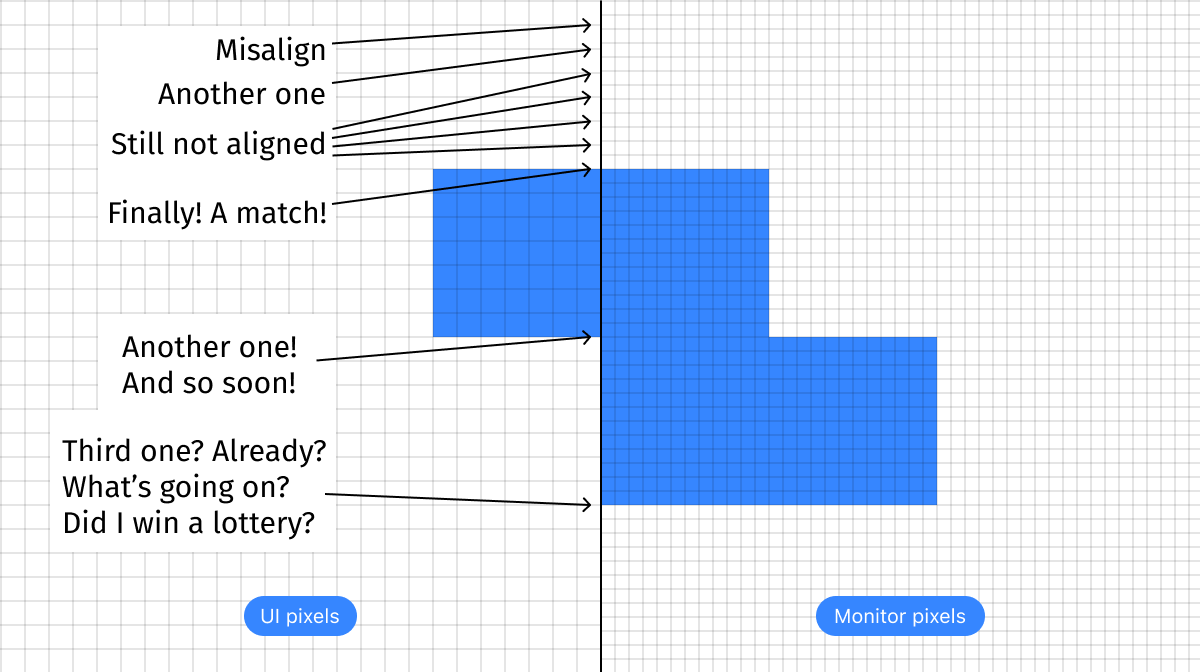 Misalign
Another one
Still not aligned
Finally! A match!
Another one!
And so soon!
Third one? Already?
What’s going on?
Did I win a lottery?
UI pixels
Monitor pixels